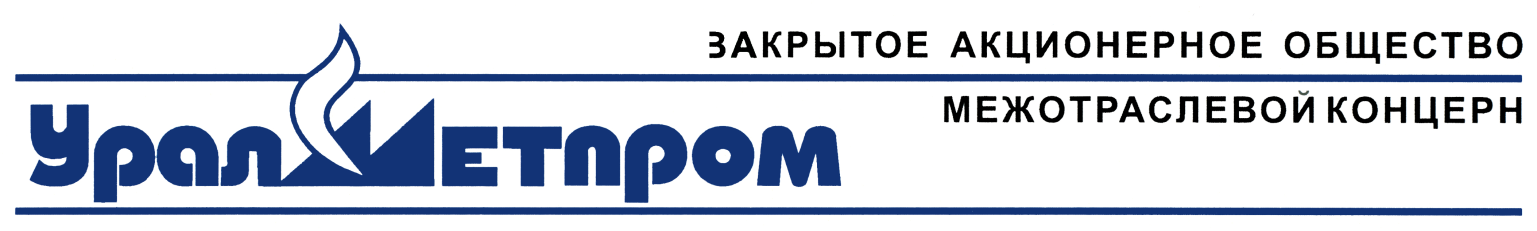 ЗАКРЫТОЕ АКЦИОНЕРНОЕ ОБЩЕСТВО
МЕЖОТРАСЛЕВОЙ КОНЦЕРН
УралМетпром